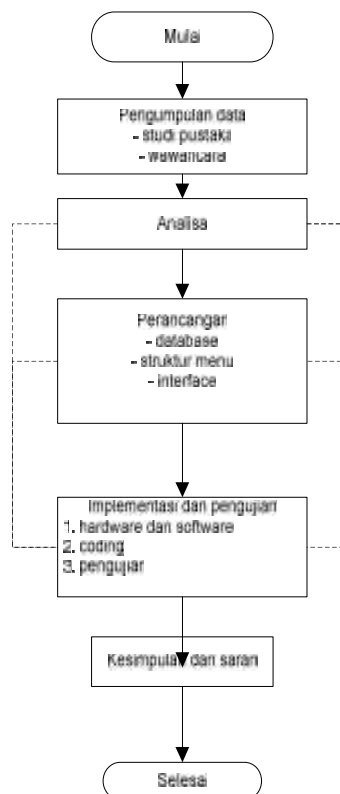 Mulai
Pengumpulan data
- studi pustaka
- wawancara
Analisa
Perancangan
- database
- struktur menu
- interface
Implementasi dan pengujian
1. hardware dan software
2. coding
3. pengujian
Kesimpulan dan saran
Selesai